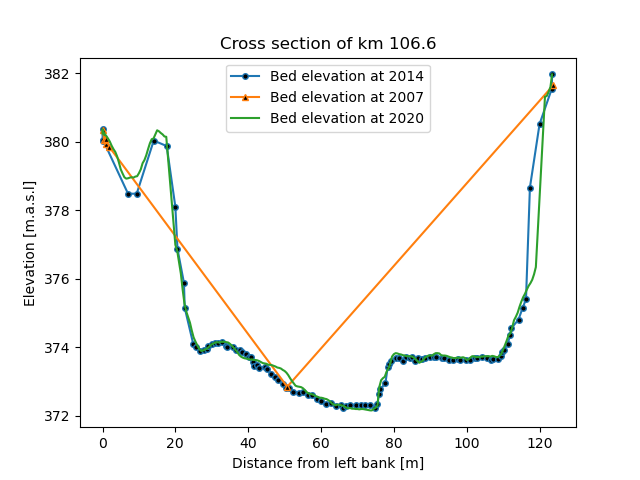 Cross section of km 106.6
Bed elevation at 2014
Bed elevation at 2007
Bed elevation at 2020
Elevation [m.a.s.l]
382
380
378
376
374
372
0 20 40 60 80 100 120
Distance from left bank [m]